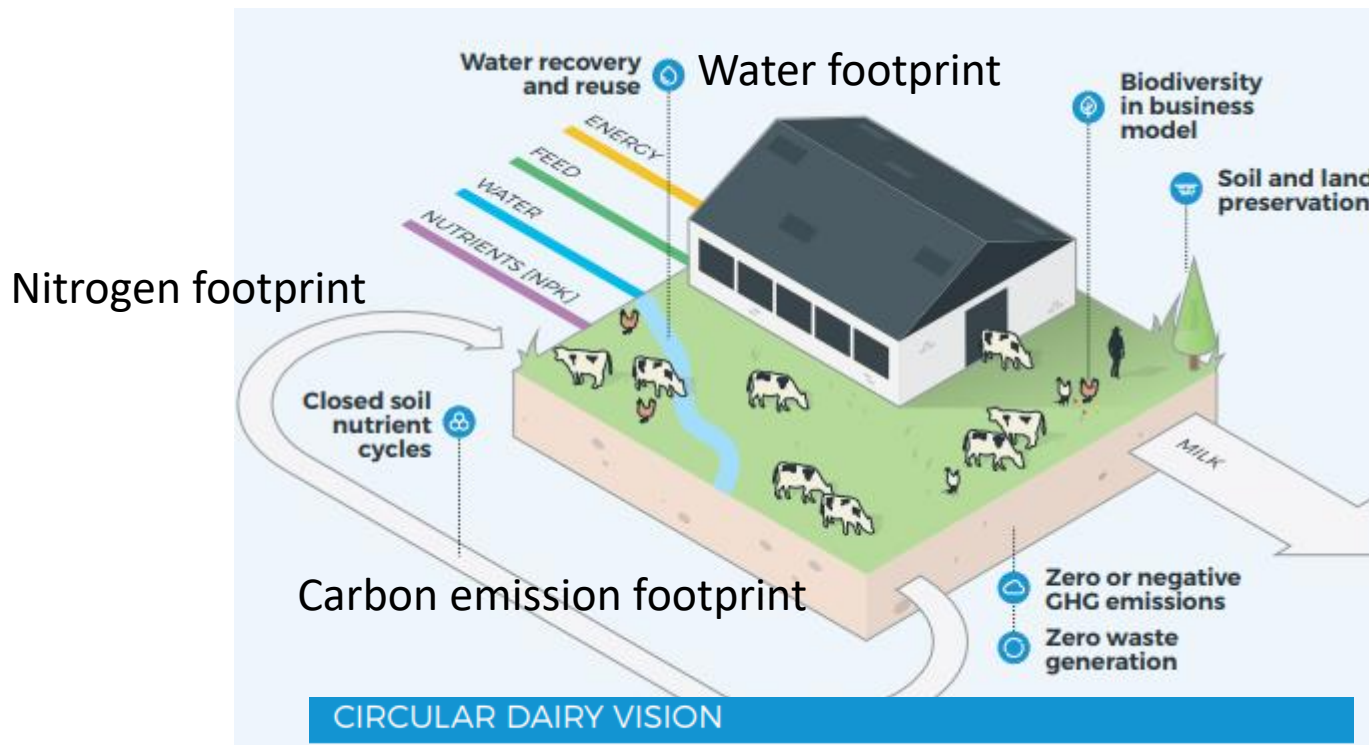 Water recovery
and reuse
Water footprint
Biodiversity
in business
model
ENERGY
FEED
WATER
NUTRIENTS [NPK]
Soil and land
preservation
Nitrogen footprint
Closed soil
nutrient
cycles
MILK
Carbon emission footprint
Zero or negative
GHG emissions
Zero waste
generation
CIRCULAR DAIRY VISION